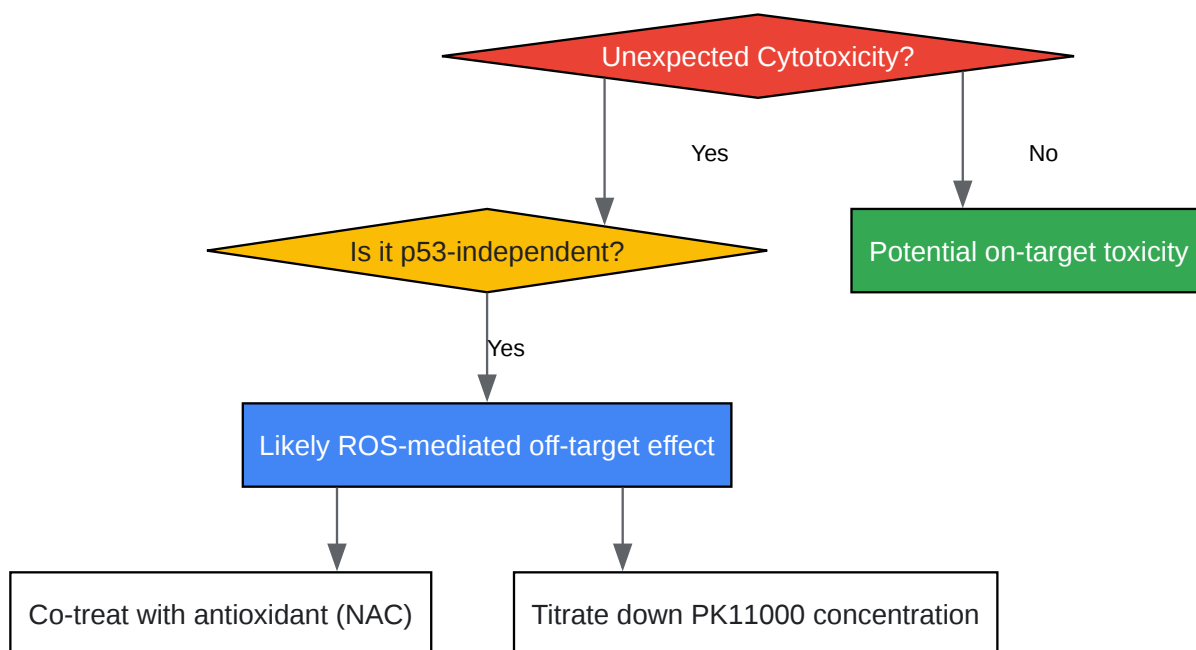 Unexpected Cytotoxicity?
Yes
No
Is it p53-independent?
Potential on-target toxicity
Yes
Likely ROS-mediated off-target effect
Co-treat with antioxidant (NAC)
Titrate down PK11000 concentration